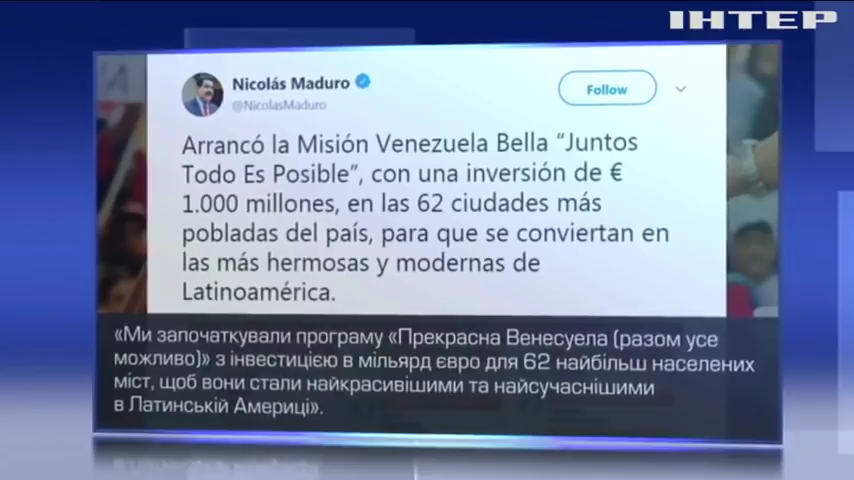 ІНТЕР
Nicolás Maduro
@NicolasMaduro
Follow
Arrancó la Misión Venezuela Bella “Juntos
Todo Es Posible”, con una inversión de €
1.000 millones, en las 62 ciudades más
pobladas del país, para que se conviertan en
las más hermosas y modernas de
Latinoamérica.
«Ми започаткували програму «Прекрасна Венесуела (разом усе
можливо)» з інвестицією в мільярд євро для 62 найбільш населених
міст, щоб вони стали найкрасивішими та найсучаснішими
в Латинській Америці».